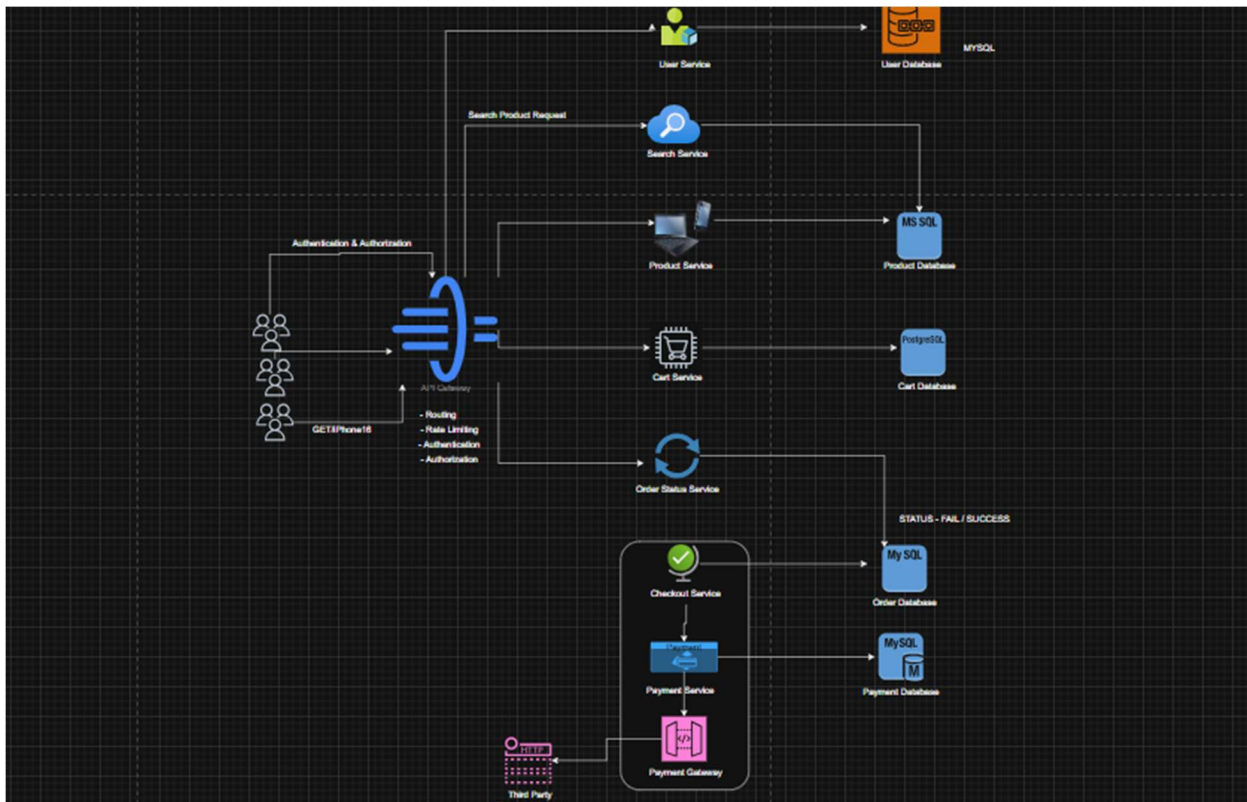 User Service
User Database
MYSQL
Search Product Request
Search Service
MS SQL
Product Service
Product Database
Authentication & Authorization
PostgreSQL
Cart Service
Cart Database
API Gateway
GET/iPhone16
- Routing
- Rate Limiting
- Authentication
- Authorization
Order Status Service
STATUS - FAIL / SUCCESS
My SQL
Checkout Service
Order Database
MySQL
M
Payment Service
Payment Database
HTTP
Payment Gateway
Third Party